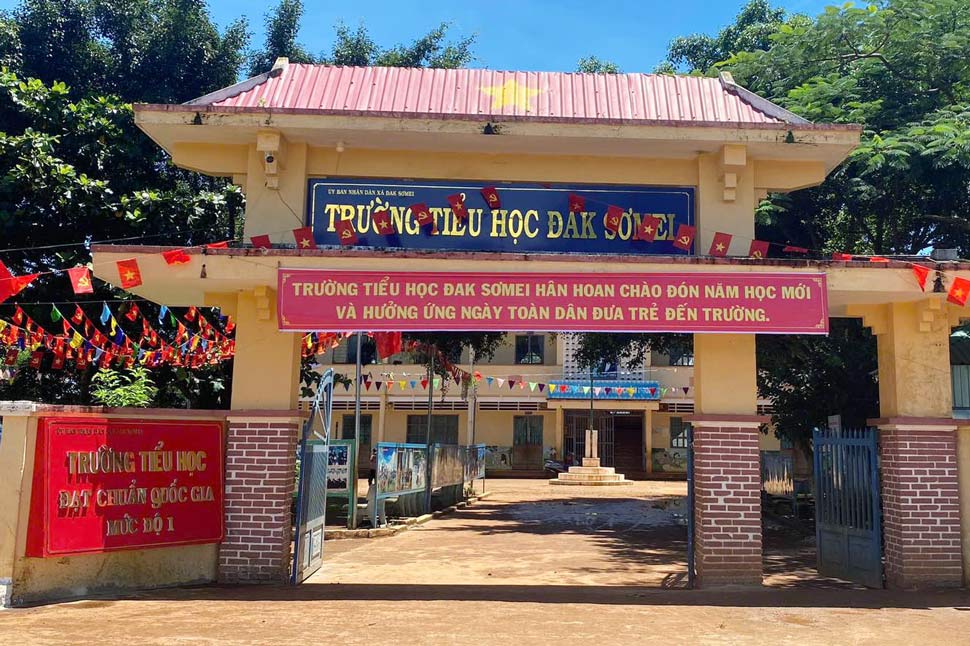 ỦY BAN NHÂN DÂN XÃ ĐAK SƠMEI
TRƯỜNG TIỂU HỌC ĐAK SƠMEI
TRƯỜNG TIỂU HỌC ĐAK SƠMEI HÂN HOAN CHÀO ĐÓN NĂM HỌC MỚI
VÀ HƯỞNG ỨNG NGÀY TOÀN DÂN ĐƯA TRẺ ĐẾN TRƯỜNG.
TRƯỜNG TIỂU HỌC
ĐẠT CHUẨN QUỐC GIA
MỨC ĐỘ 1